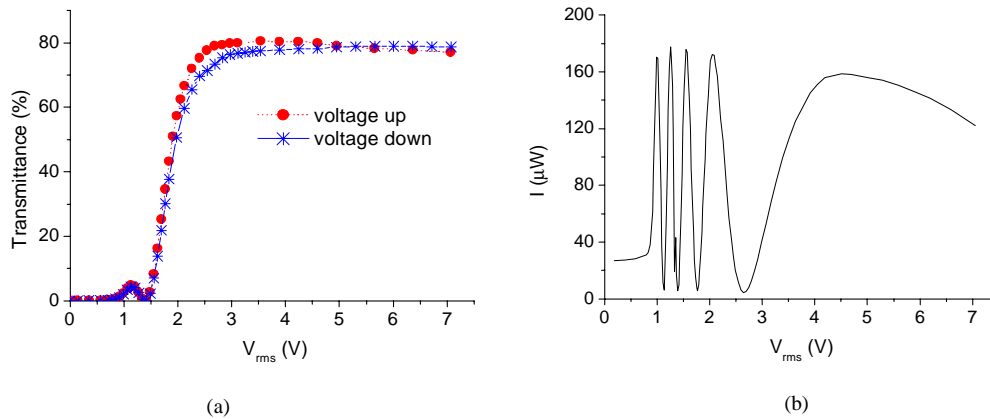 (a)
Transmittance (%)
80
60
40
20
0
0 1 2 3 4 5 6 7
V_rms (V)
voltage up
voltage down
(b)
I (μW)
200
160
120
80
40
0
0 1 2 3 4 5 6 7
V_rms (V)
(a)
(b)